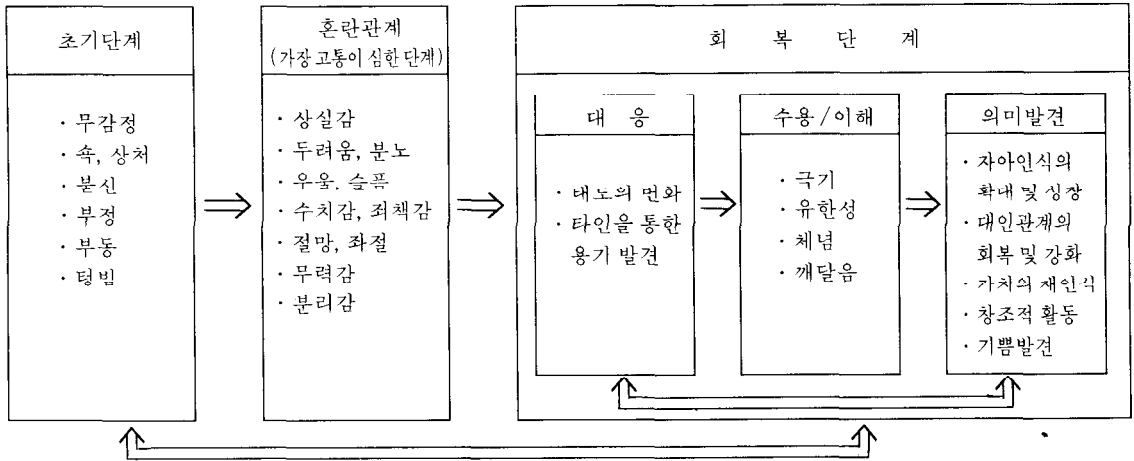 초기단계
· 무감정
· 쇽, 상처
· 불신
· 부정
· 부동
· 텅빔
혼란관계
(가장 고통이 심한 단계)
· 상실감
· 두려움, 분노
· 우울. 슬픔
· 수치감, 죄책감
· 절망, 좌절
· 무력감
· 분리감
회 복 단 계
대 응
· 태도의 변화
· 타인을 통한
용기 발견
수용/이해
· 극기
· 유한성
· 체념
· 깨달음
의미발견
· 자아인식의
확대 및 성장
· 대인관계의
회복 및 강화
· 가치의 재인식
· 창조적 활동
· 기쁨발견